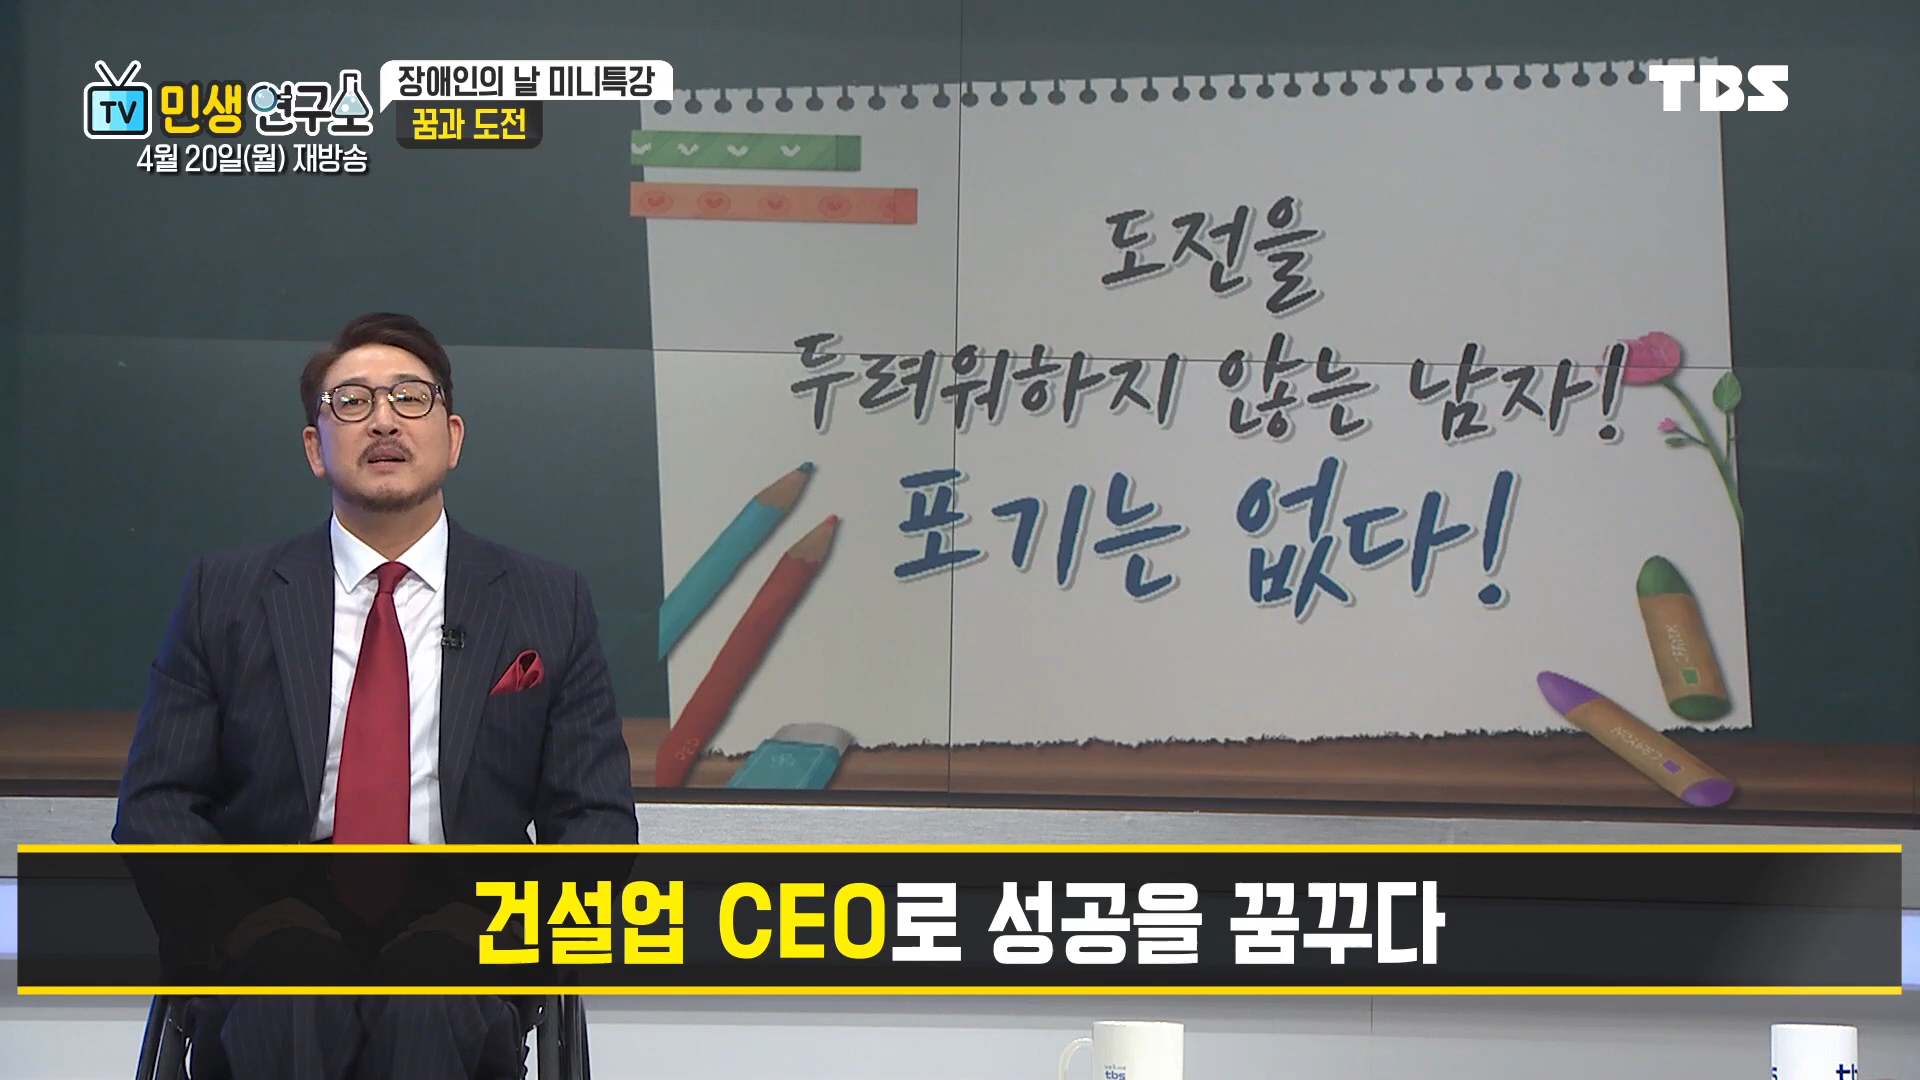 TV 민생연구소
장애인의 날 미니특강
꿈과 도전
4월 20일(월) 재방송
TBS
도전을
두려워하지 않는 남자!
포기는 없다!
건설업 CEO로 성공을 꿈꾸다
tbs